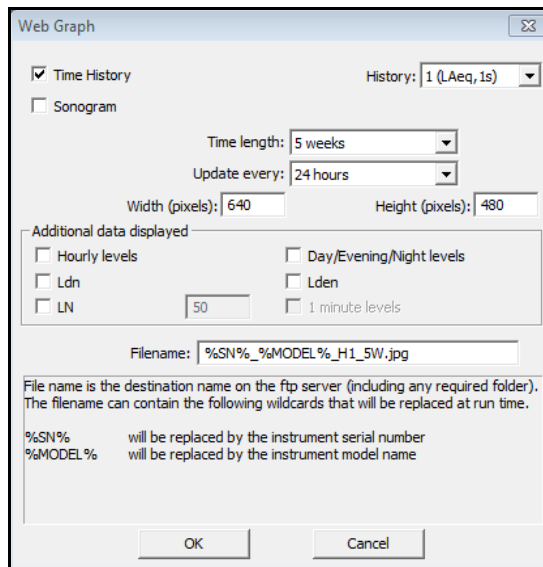 Web Graph
Time History History: 1 (LAeq,1s)
Sonogram
Time length: 5 weeks
Update every: 24 hours
Width (pixels): 640 Height (pixels): 480
Additional data displayed
Hourly levels Day/Evening/Night levels
Ldn Lden
LN 50 1 minute levels
Filename: %SN%_%MODEL%_H1_5W.jpg
File name is the destination name on the ftp server (including any required folder).
The filename can contain the following wildcards that will be replaced at run time.
%SN% will be replaced by the instrument serial number
%MODEL% will be replaced by the instrument model name
OK Cancel